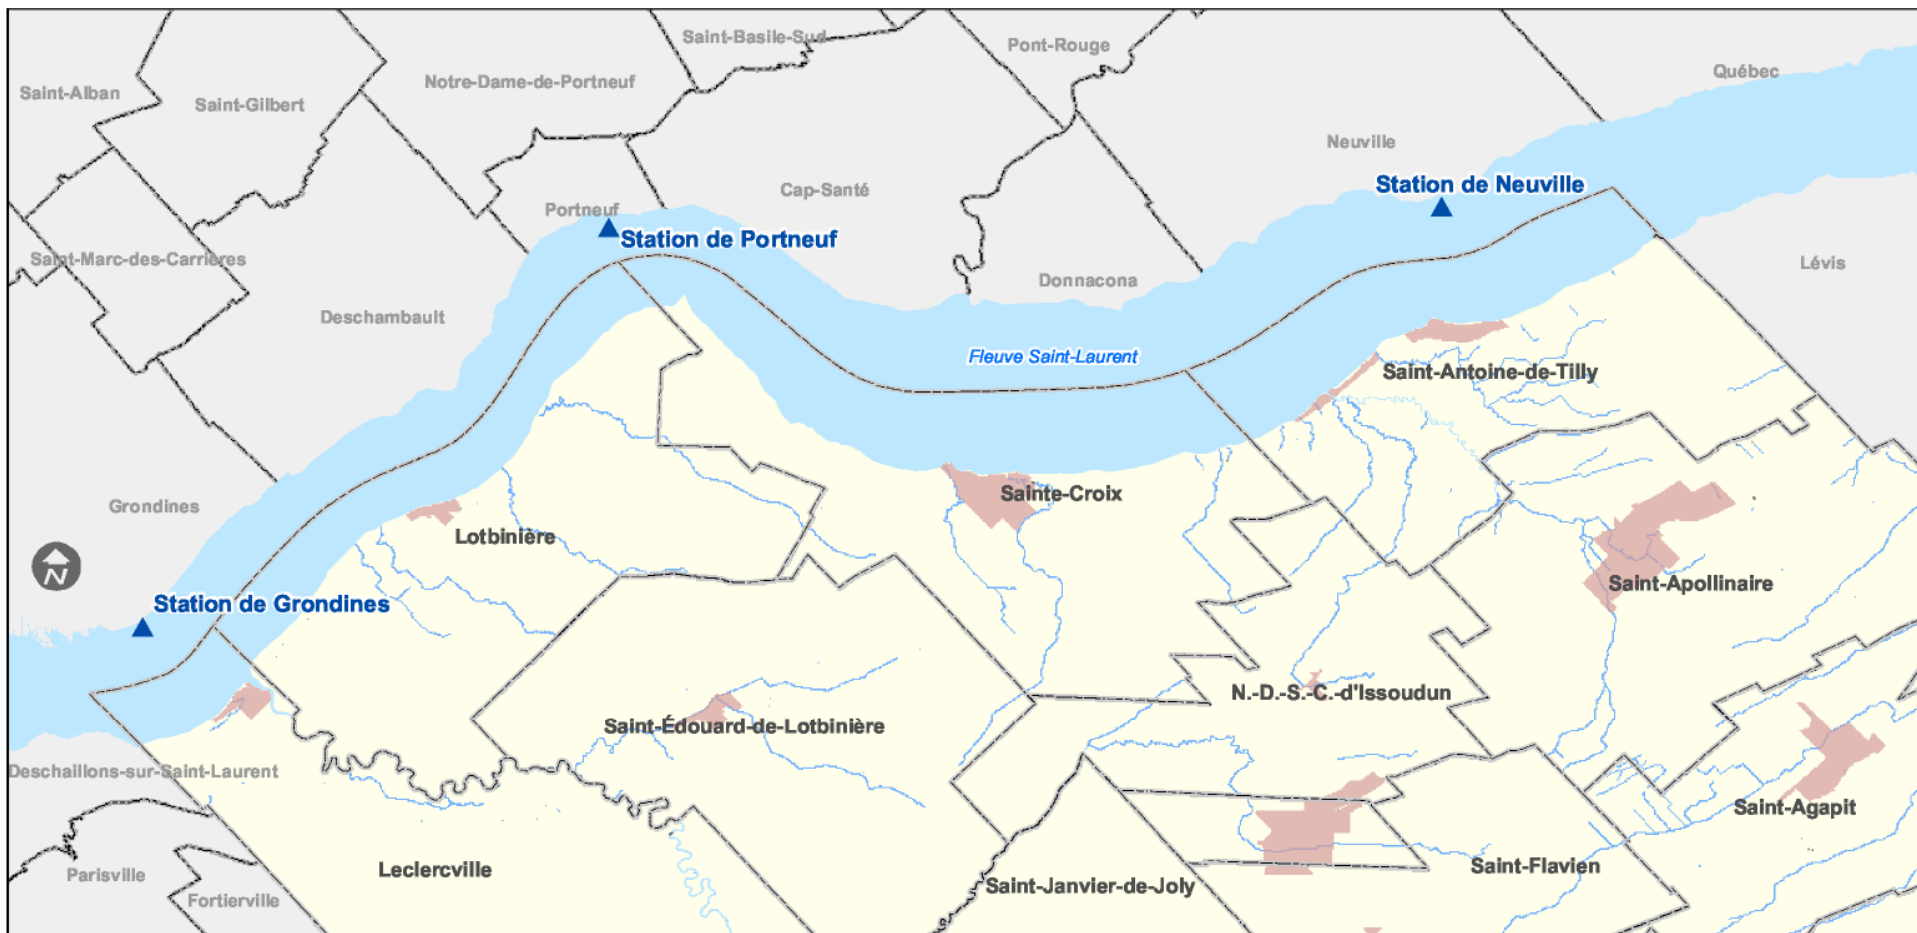 Saint-Basile-Sud
Pont-Rouge
Québec
Saint-Alban
Saint-Gilbert
Notre-Dame-de-Portneuf
Neuville
Station de Neuville
Cap-Santé
Portneuf
Station de Portneuf
Saint-Marc-des-Carrières
Donnacona
Lévis
Deschambault
Fleuve Saint-Laurent
Saint-Antoine-de-Tilly
Grondines
Sainte-Croix
Lotbinière
N
Saint-Apollinaire
Station de Grondines
N.-D.-S.-C.-d'Issoudun
Saint-Édouard-de-Lotbinière
Deschaillons-sur-Saint-Laurent
Saint-Agapit
Leclercville
Saint-Flavien
Parisville
Saint-Janvier-de-Joly
Fortierville